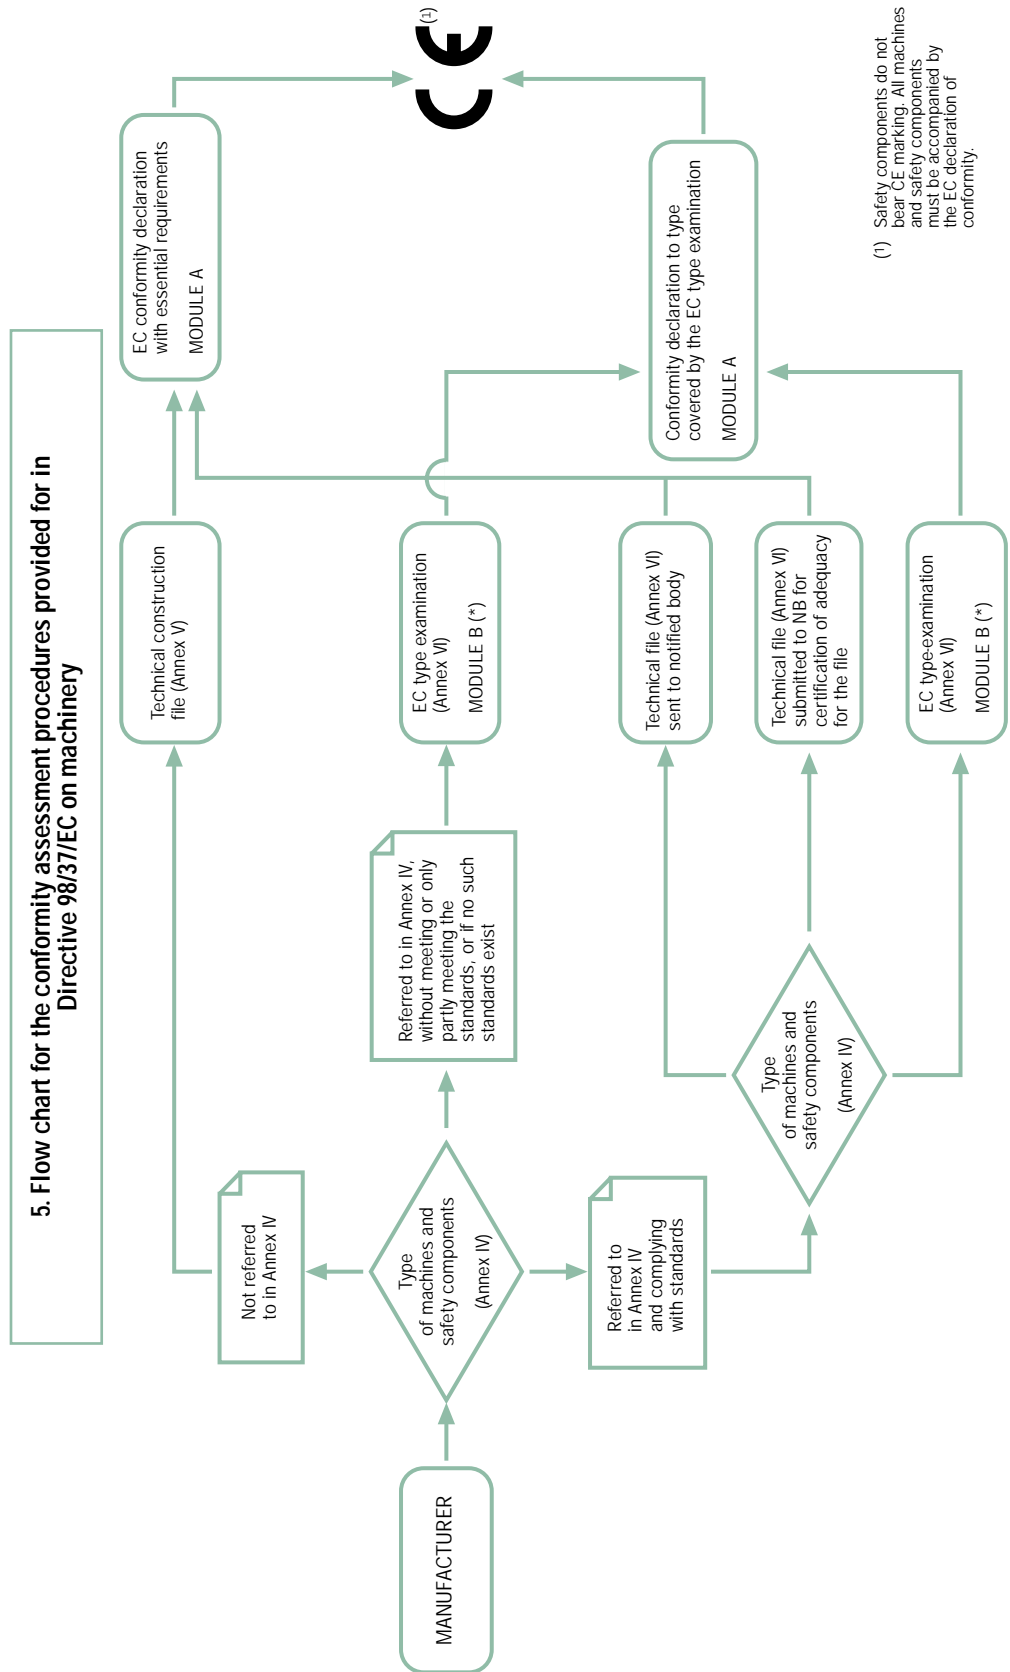 5. Flow chart for the conformity assessment procedures provided for in
Directive 98/37/EC on machinery
MANUFACTURER
Type
of machines and
safety components
(Annex IV)
Not referred
to in Annex IV
Referred to in Annex IV,
without meeting or only
partly meeting the
standards, or if no such
standards exist
Referred to
in Annex IV
and complying
with standards
Type
of machines and
safety components
(Annex IV)
Technical construction
file (Annex V)
EC type examination
(Annex VI)
MODULE B (*)
Technical file (Annex VI)
sent to notified body
Technical file (Annex VI)
submitted to NB for
certification of adequacy
for the file
EC type-examination
(Annex VI)
MODULE B (*)
EC conformity declaration
with essential requirements
MODULE A
Conformity declaration to type
covered by the EC type examination
MODULE A
CE (1)
(1) Safety components do not
bear CE marking. All machines
and safety components
must be accompanied by
the EC declaration of
conformity.